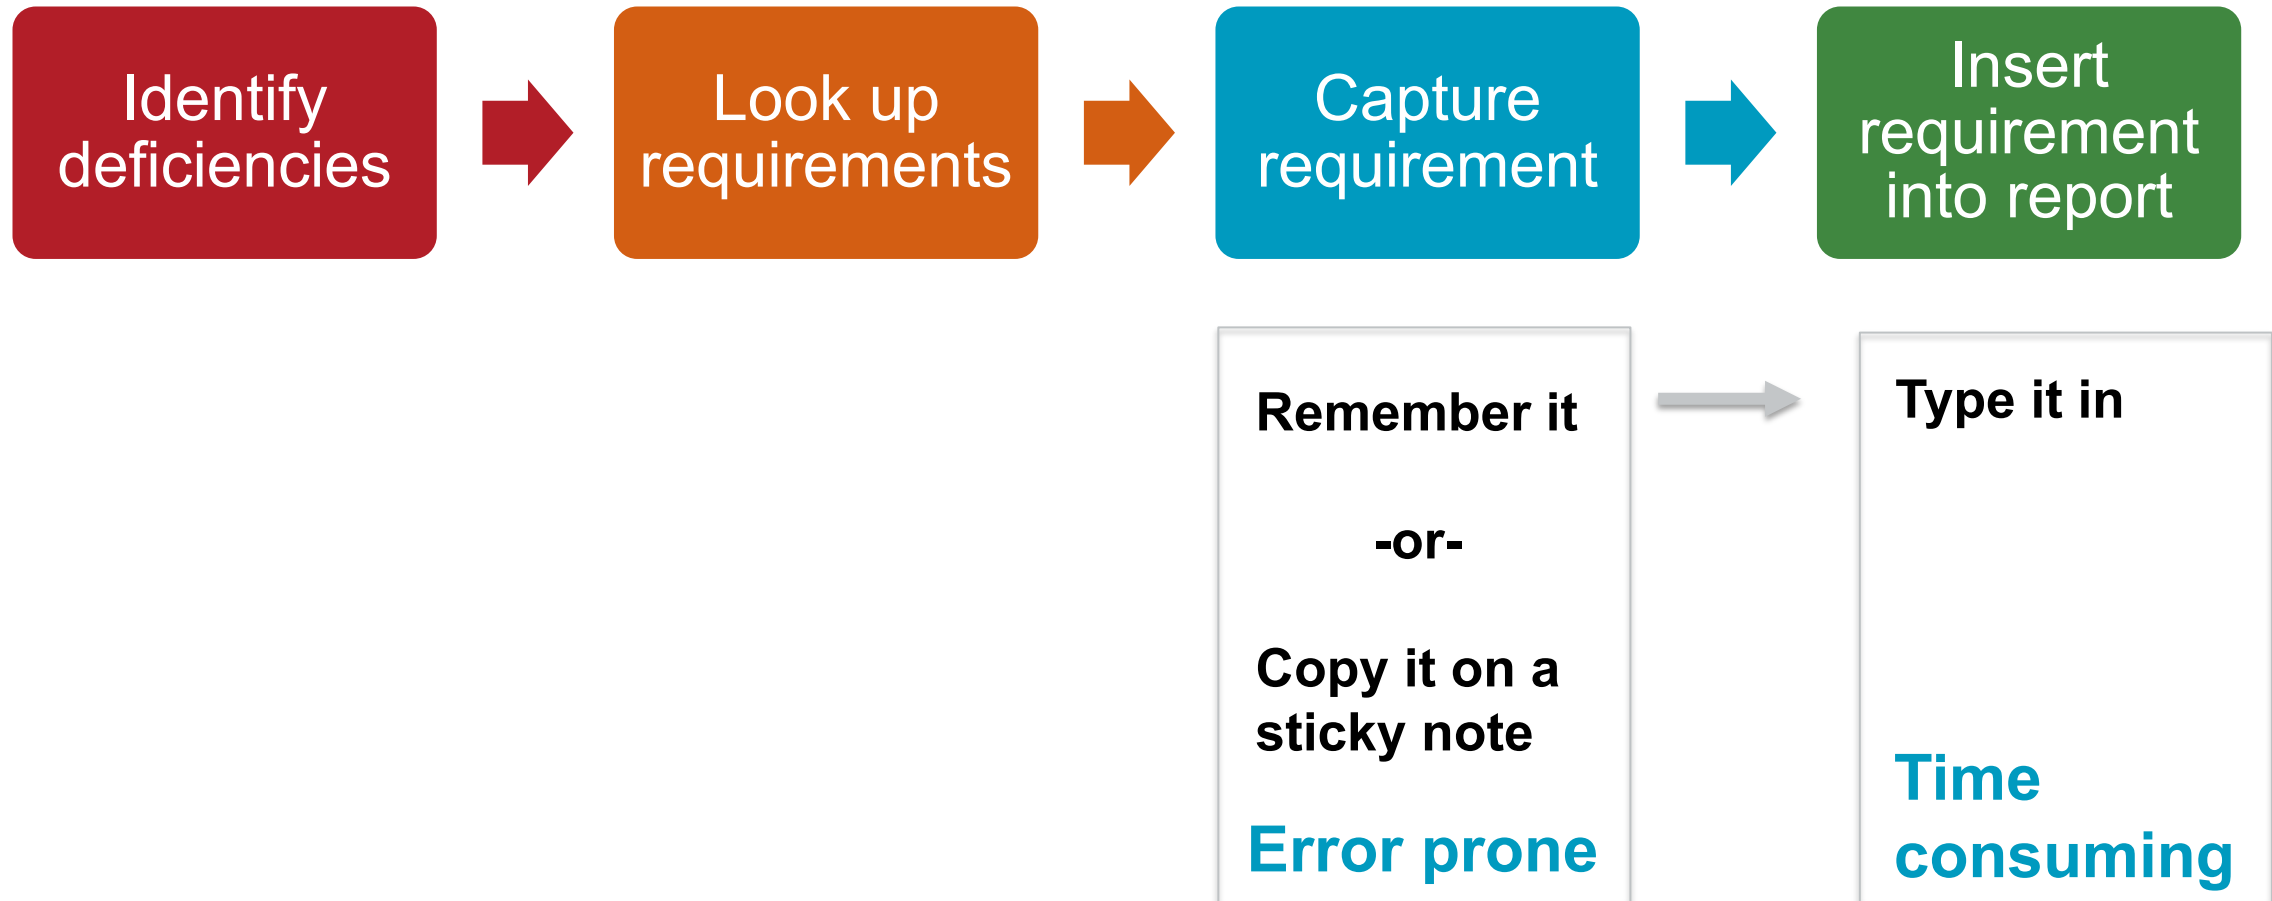 Identify
deficiencies
Look up
requirements
Capture
requirement
Insert
requirement
into report
Remember it
-or-
Copy it on a
sticky note
Error prone
Type it in
Time
consuming